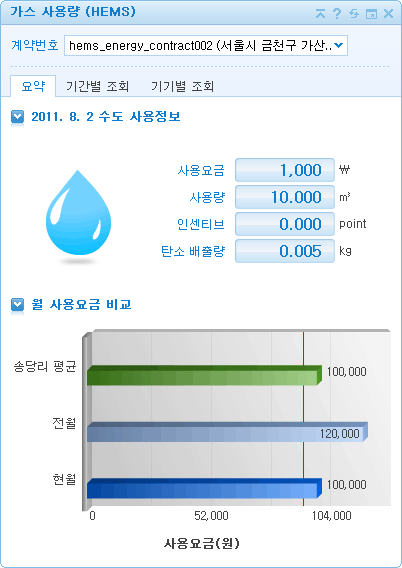 가스 사용량 (HEMS)
계약번호 hems_energy_contract002 (서울시 금천구 가산..
요약 기간별 조회 기기별 조회
2011. 8. 2 수도 사용정보
사용요금 1,000 ₩
사용량 10.000 ㎥
인센티브 0.000 point
탄소 배출량 0.005 kg
월 사용요금 비교
송당리 평균 100,000
전월 120,000
현월 100,000
0 52,000 104,000
사용요금(원)